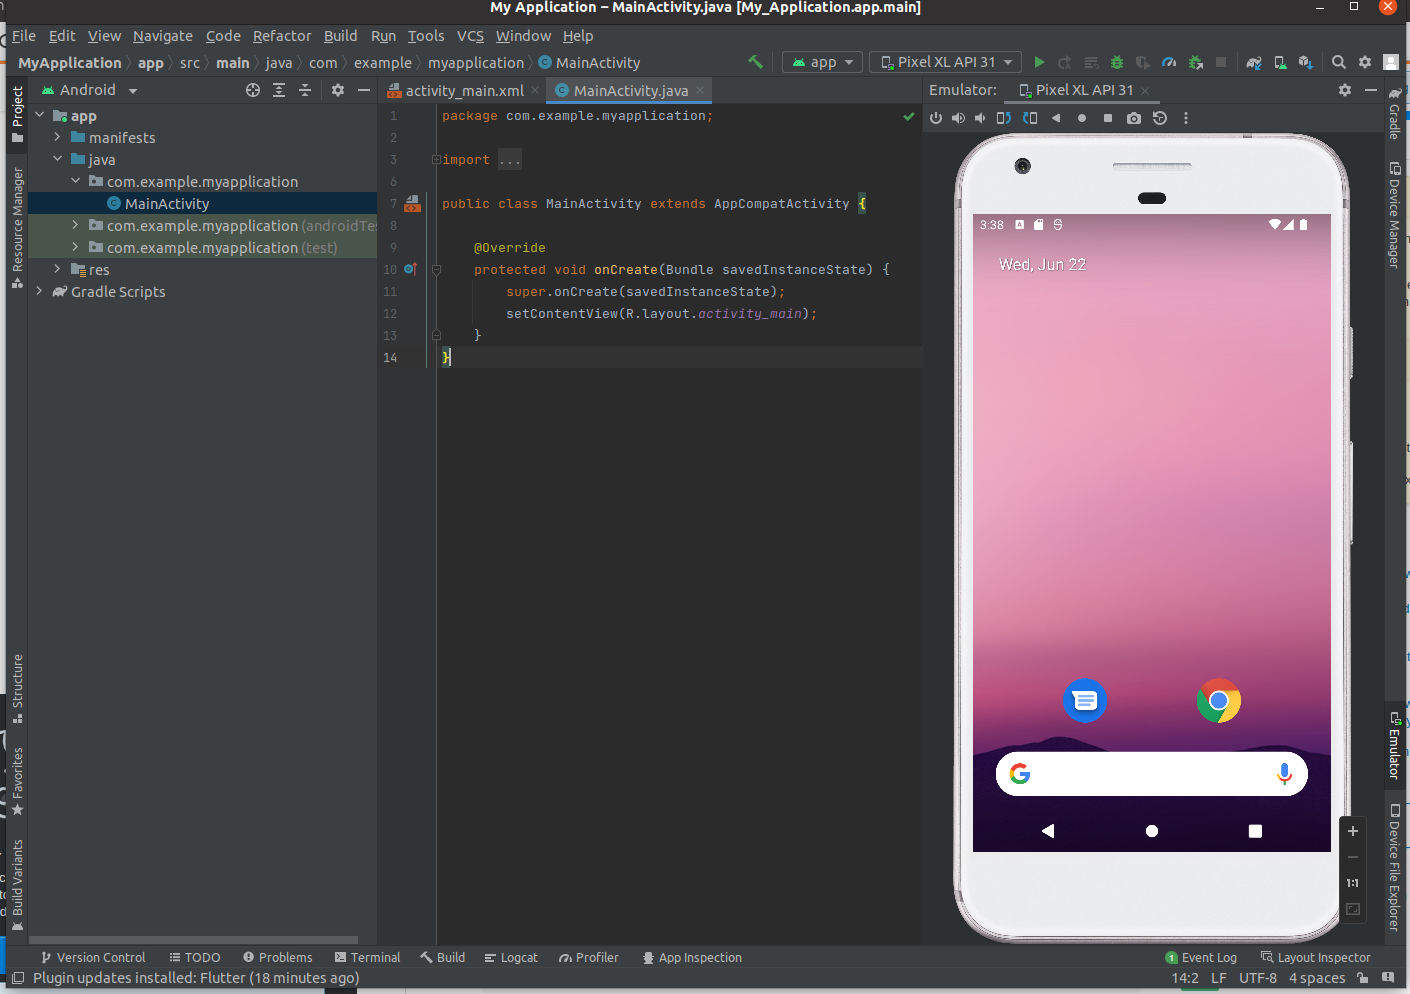 My Application – MainActivity.java [My_Application.app.main]
File Edit View Navigate Code Refactor Build Run Tools VCS Window Help
MyApplication app src main java com example myapplication MainActivity
app Pixel XL API 31
Android
activity_main.xml MainActivity.java
Emulator: Pixel XL API 31
Project
Resource Manager
Structure
Favorites
Build Variants
app
manifests
java
com.example.myapplication
MainActivity
com.example.myapplication (androidTes
com.example.myapplication (test)
res
Gradle Scripts
1 package com.example.myapplication;
2
3 import ...
6
7 public class MainActivity extends AppCompatActivity {
8
9 @Override
10 protected void onCreate(Bundle savedInstanceState) {
11 super.onCreate(savedInstanceState);
12 setContentView(R.layout.activity_main);
13 }
14 }
3:38
Wed, Jun 22
G
1:1
Gradle
Device Manager
Emulator
Device File Explorer
Version Control TODO Problems Terminal Build Logcat Profiler App Inspection
1 Event Log Layout Inspector
Plugin updates installed: Flutter (18 minutes ago)
14:2 LF UTF-8 4 spaces